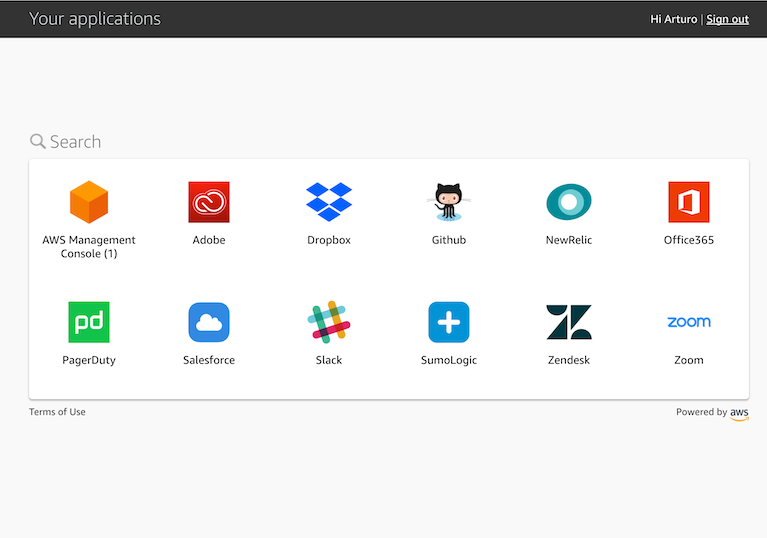 Your applications
Hi Arturo | Sign out
Search
AWS Management
Console (1)
Adobe
Dropbox
Github
NewRelic
Office365
pd
PagerDuty
Salesforce
Slack
SumoLogic
Zendesk
zoom
Zoom
Terms of Use
Powered by aws